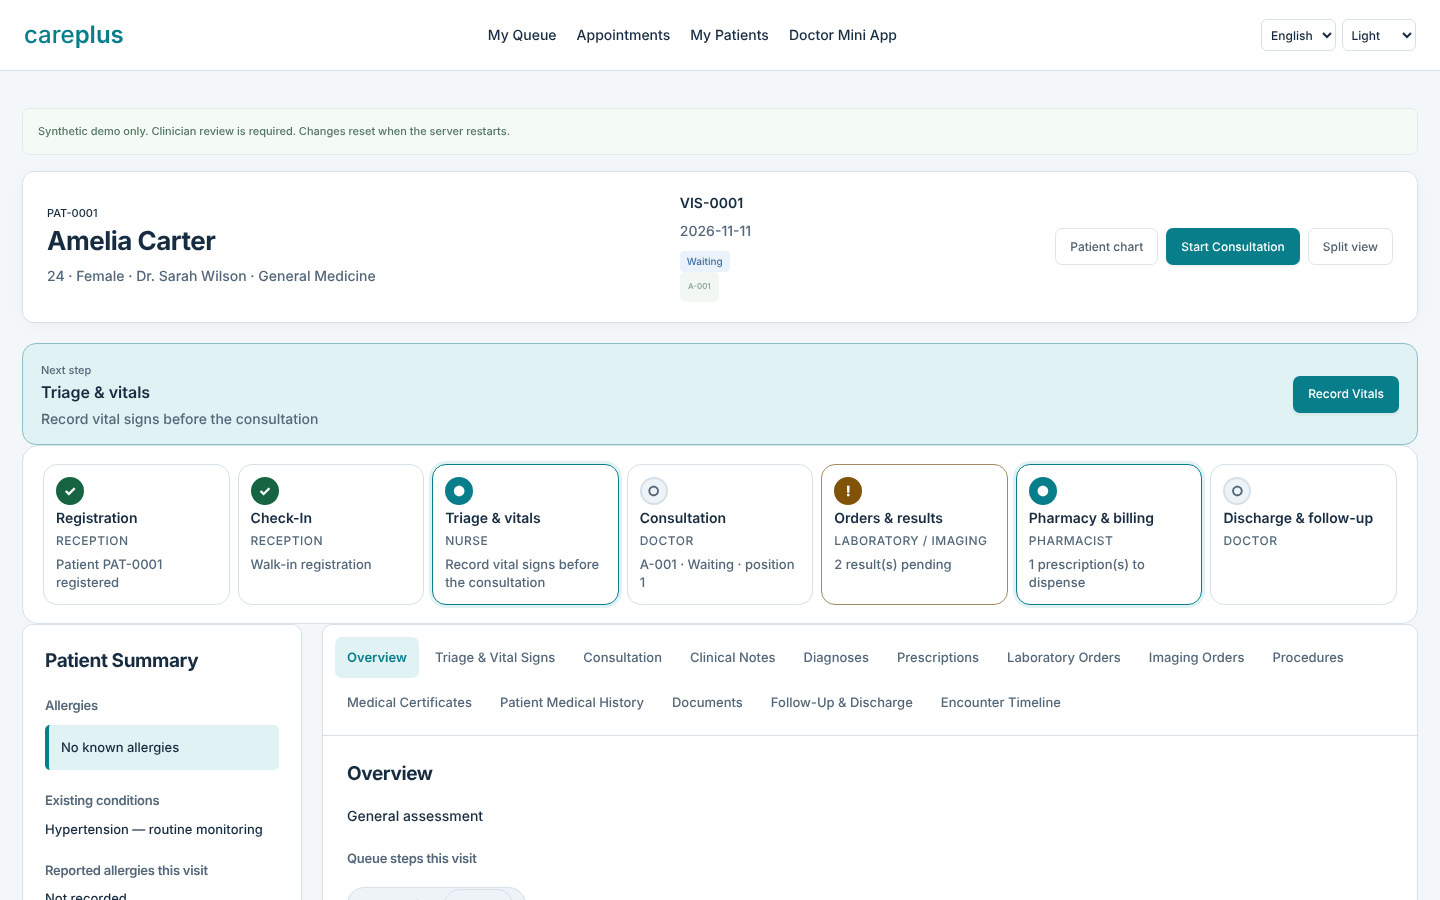 careplus
My Queue
Appointments
My Patients
Doctor Mini App
English
Light
Synthetic demo only. Clinician review is required. Changes reset when the server restarts.
PAT-0001
Amelia Carter
24 · Female · Dr. Sarah Wilson · General Medicine
VIS-0001
2026-11-11
Waiting
A-001
Patient chart
Start Consultation
Split view
Next step
Triage & vitals
Record vital signs before the consultation
Record Vitals
Registration
RECEPTION
Patient PAT-0001
registered
Check-In
RECEPTION
Walk-in registration
Triage & vitals
NURSE
Record vital signs before
the consultation
Consultation
DOCTOR
A-001 · Waiting · position
1
Orders & results
LABORATORY / IMAGING
2 result(s) pending
Pharmacy & billing
PHARMACIST
1 prescription(s) to
dispense
Discharge & follow-up
DOCTOR
Patient Summary
Allergies
No known allergies
Existing conditions
Hypertension — routine monitoring
Reported allergies this visit
Not recorded
Overview
Triage & Vital Signs
Consultation
Clinical Notes
Diagnoses
Prescriptions
Laboratory Orders
Imaging Orders
Procedures
Medical Certificates
Patient Medical History
Documents
Follow-Up & Discharge
Encounter Timeline
Overview
General assessment
Queue steps this visit